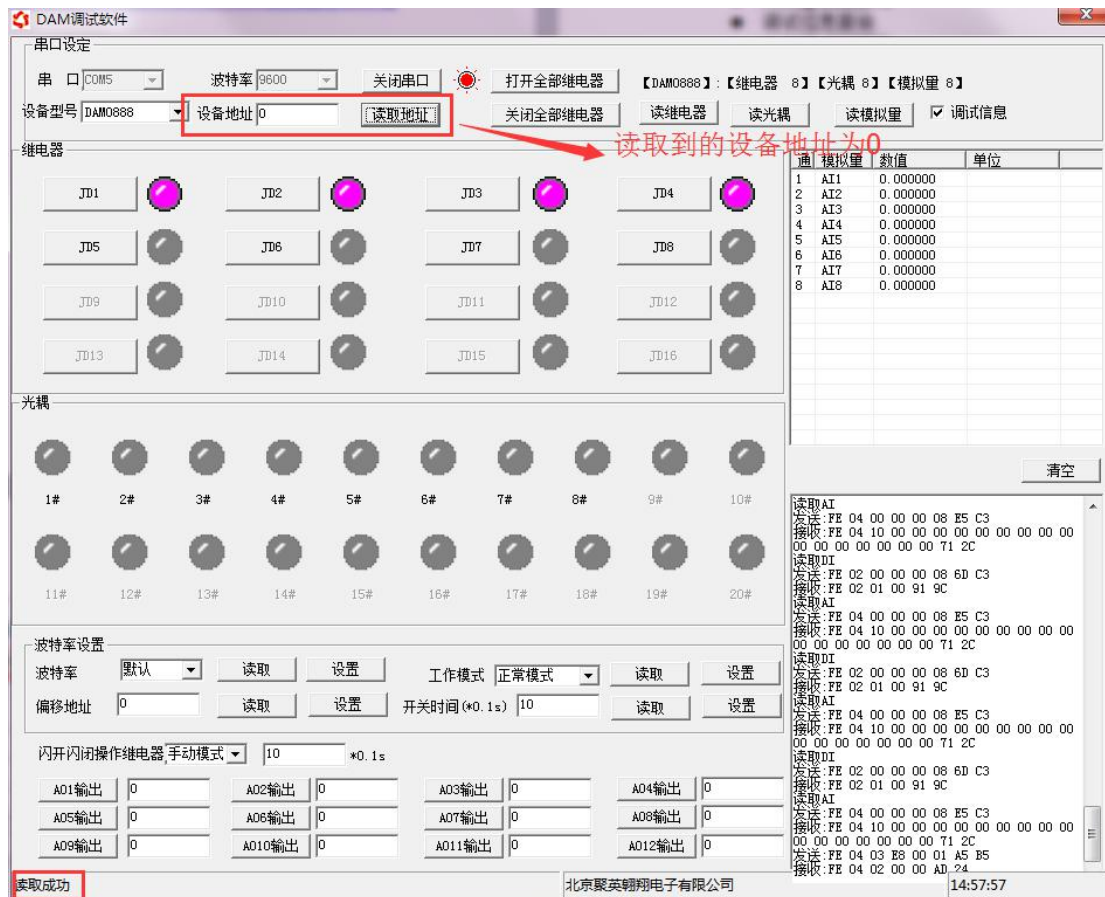 DAM调试软件
串口设定
串 口 COM5 波特率 9600 关闭串口 打开全部继电器 【DAM0888】:【继电器 8】【光耦 8】【模拟量 8】
设备型号 DAM0888 设备地址 0 读取地址 关闭全部继电器 读继电器 读光耦 读模拟量 调试信息
读取到的设备地址为0
继电器
JD1 JD2 JD3 JD4
JD5 JD6 JD7 JD8
JD9 JD10 JD11 JD12
JD13 JD14 JD15 JD16
通 模拟量 数值 单位
1 AI1 0.000000
2 AI2 0.000000
3 AI3 0.000000
4 AI4 0.000000
5 AI5 0.000000
6 AI6 0.000000
7 AI7 0.000000
8 AI8 0.000000
光耦
1# 2# 3# 4# 5# 6# 7# 8# 9# 10#
11# 12# 13# 14# 15# 16# 17# 18# 19# 20#
清空
读取AI
发送:FE 04 00 00 00 08 E5 C3
接收:FE 04 10 00 00 00 00 00 00 00 00 00 00
00 00 00 00 00 00 00 71 2C
读取DI
发送:FE 02 00 00 00 08 6D C3
接收:FE 02 01 00 91 9C
读取AI
发送:FE 04 00 00 00 08 E5 C3
接收:FE 04 10 00 00 00 00 00 00 00 00 00 00
00 00 00 00 00 00 00 71 2C
读取DI
发送:FE 02 00 00 00 08 6D C3
接收:FE 02 01 00 91 9C
读取AI
发送:FE 04 00 00 00 08 E5 C3
接收:FE 04 10 00 00 00 00 00 00 00 00 00 00
00 00 00 00 00 00 00 71 2C
读取DI
发送:FE 02 00 00 00 08 6D C3
接收:FE 02 01 00 91 9C
读取AI
发送:FE 04 00 00 00 08 E5 C3
接收:FE 04 10 00 00 00 00 00 00 00 00 00 00
00 00 00 00 00 00 00 71 2C
发送:FE 04 03 E8 00 01 A5 B5
接收:FE 04 02 00 00 AD 24
波特率设置
波特率 默认 读取 设置 工作模式 正常模式 读取 设置
偏移地址 0 读取 设置 开关时间(*0.1s) 10 读取 设置
闪开闪闭操作继电器 手动模式 10 *0.1s
AO1输出 0 AO2输出 0 AO3输出 0 AO4输出 0
AO5输出 0 AO6输出 0 AO7输出 0 AO8输出 0
AO9输出 0 AO10输出 0 AO11输出 0 AO12输出 0
读取成功 北京聚英翱翔电子有限公司 14:57:57